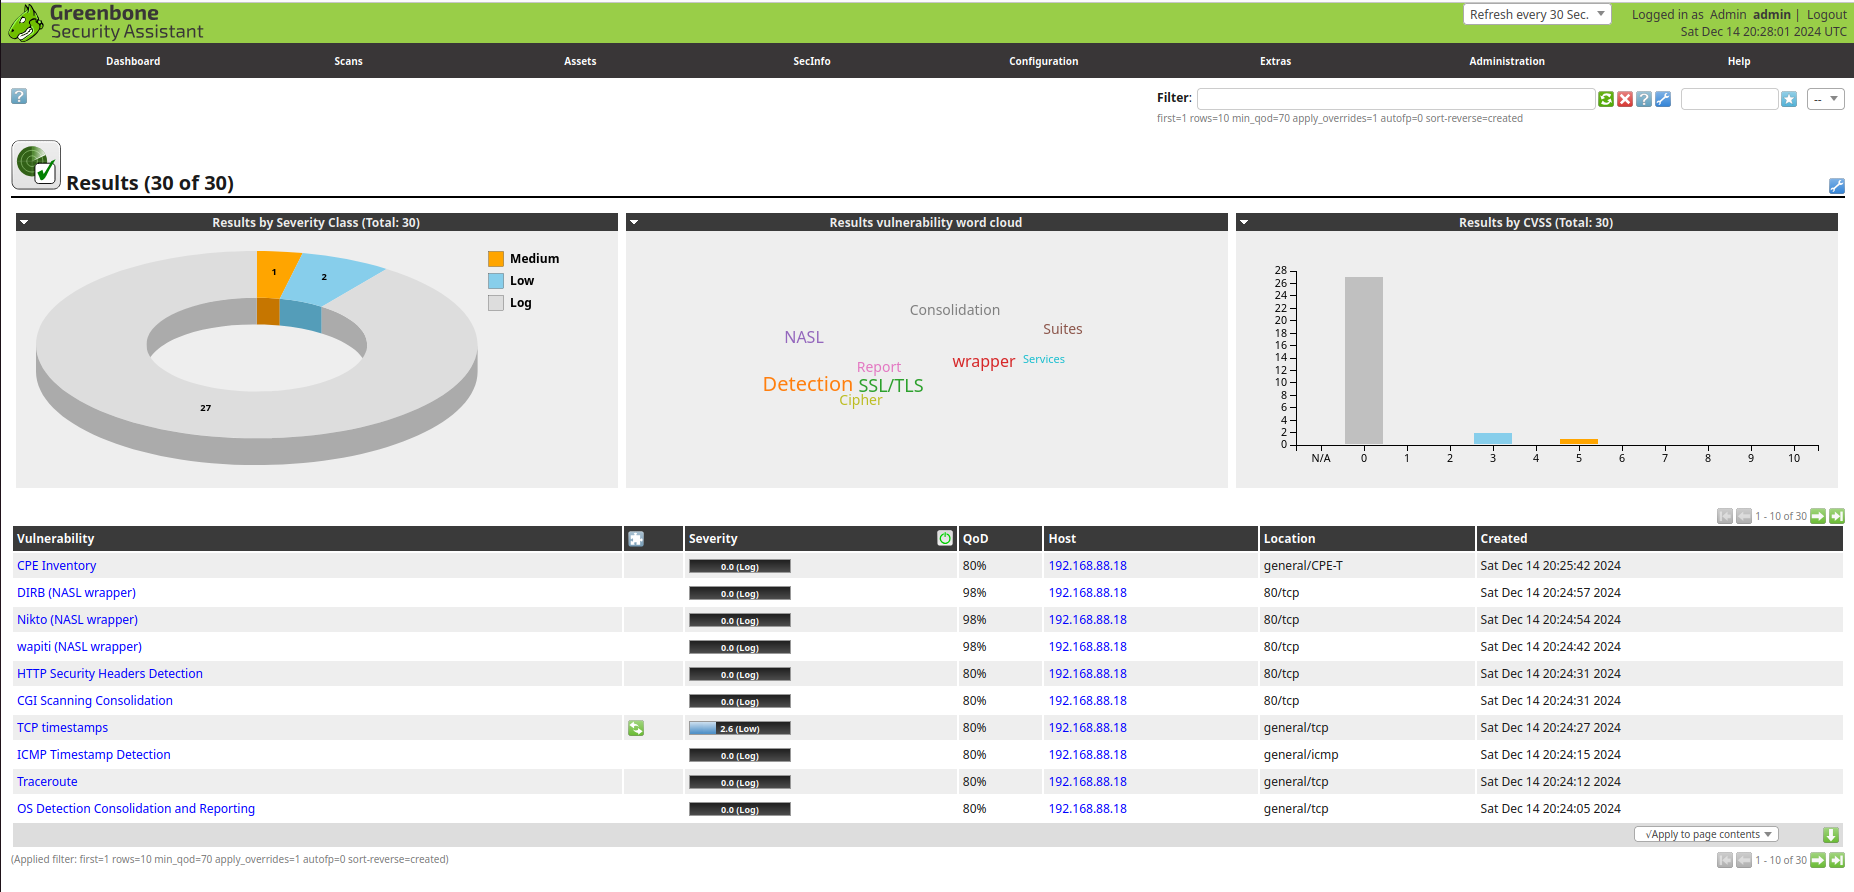 Greenbone
Security Assistant
Refresh every 30 Sec.
Logged in as Admin admin | Logout
Sat Dec 14 20:28:01 2024 UTC
Dashboard Scans Assets SecInfo Configuration Extras Administration Help
Filter: --
first=1 rows=10 min_qod=70 apply_overrides=1 autofp=0 sort-reverse=created
Results (30 of 30)
Results by Severity Class (Total: 30)
1
2
27
Medium
Low
Log
Results vulnerability word cloud
Consolidation
Suites
NASL
wrapper Services
Report
Detection SSL/TLS
Cipher
Results by CVSS (Total: 30)
28
26
24
22
20
18
16
14
12
10
8
6
4
2
0
N/A 0 1 2 3 4 5 6 7 8 9 10
1 - 10 of 30
Vulnerability Severity QoD Host Location Created
CPE Inventory 0.0 (Log) 80% 192.168.88.18 general/CPE-T Sat Dec 14 20:25:42 2024
DIRB (NASL wrapper) 0.0 (Log) 98% 192.168.88.18 80/tcp Sat Dec 14 20:24:57 2024
Nikto (NASL wrapper) 0.0 (Log) 98% 192.168.88.18 80/tcp Sat Dec 14 20:24:54 2024
wapiti (NASL wrapper) 0.0 (Log) 98% 192.168.88.18 80/tcp Sat Dec 14 20:24:42 2024
HTTP Security Headers Detection 0.0 (Log) 80% 192.168.88.18 80/tcp Sat Dec 14 20:24:31 2024
CGI Scanning Consolidation 0.0 (Log) 80% 192.168.88.18 80/tcp Sat Dec 14 20:24:31 2024
TCP timestamps 2.6 (Low) 80% 192.168.88.18 general/tcp Sat Dec 14 20:24:27 2024
ICMP Timestamp Detection 0.0 (Log) 80% 192.168.88.18 general/icmp Sat Dec 14 20:24:15 2024
Traceroute 0.0 (Log) 80% 192.168.88.18 general/tcp Sat Dec 14 20:24:12 2024
OS Detection Consolidation and Reporting 0.0 (Log) 80% 192.168.88.18 general/tcp Sat Dec 14 20:24:05 2024
√Apply to page contents
(Applied filter: first=1 rows=10 min_qod=70 apply_overrides=1 autofp=0 sort-reverse=created)
1 - 10 of 30